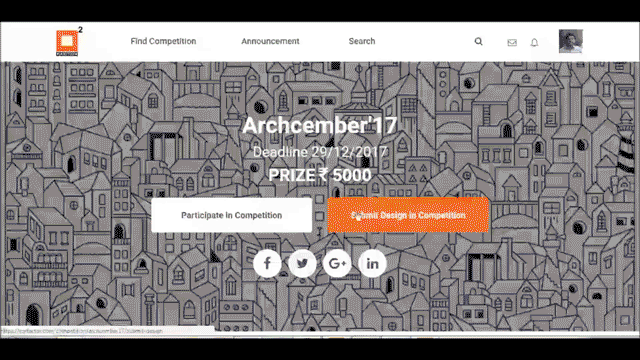 2
Find Competition
Announcement
Search
Archcember'17
Deadline 29/12/2017
PRIZE ₹ 5000
Participate In Competition
Submit Design In Competition
f
G+
in